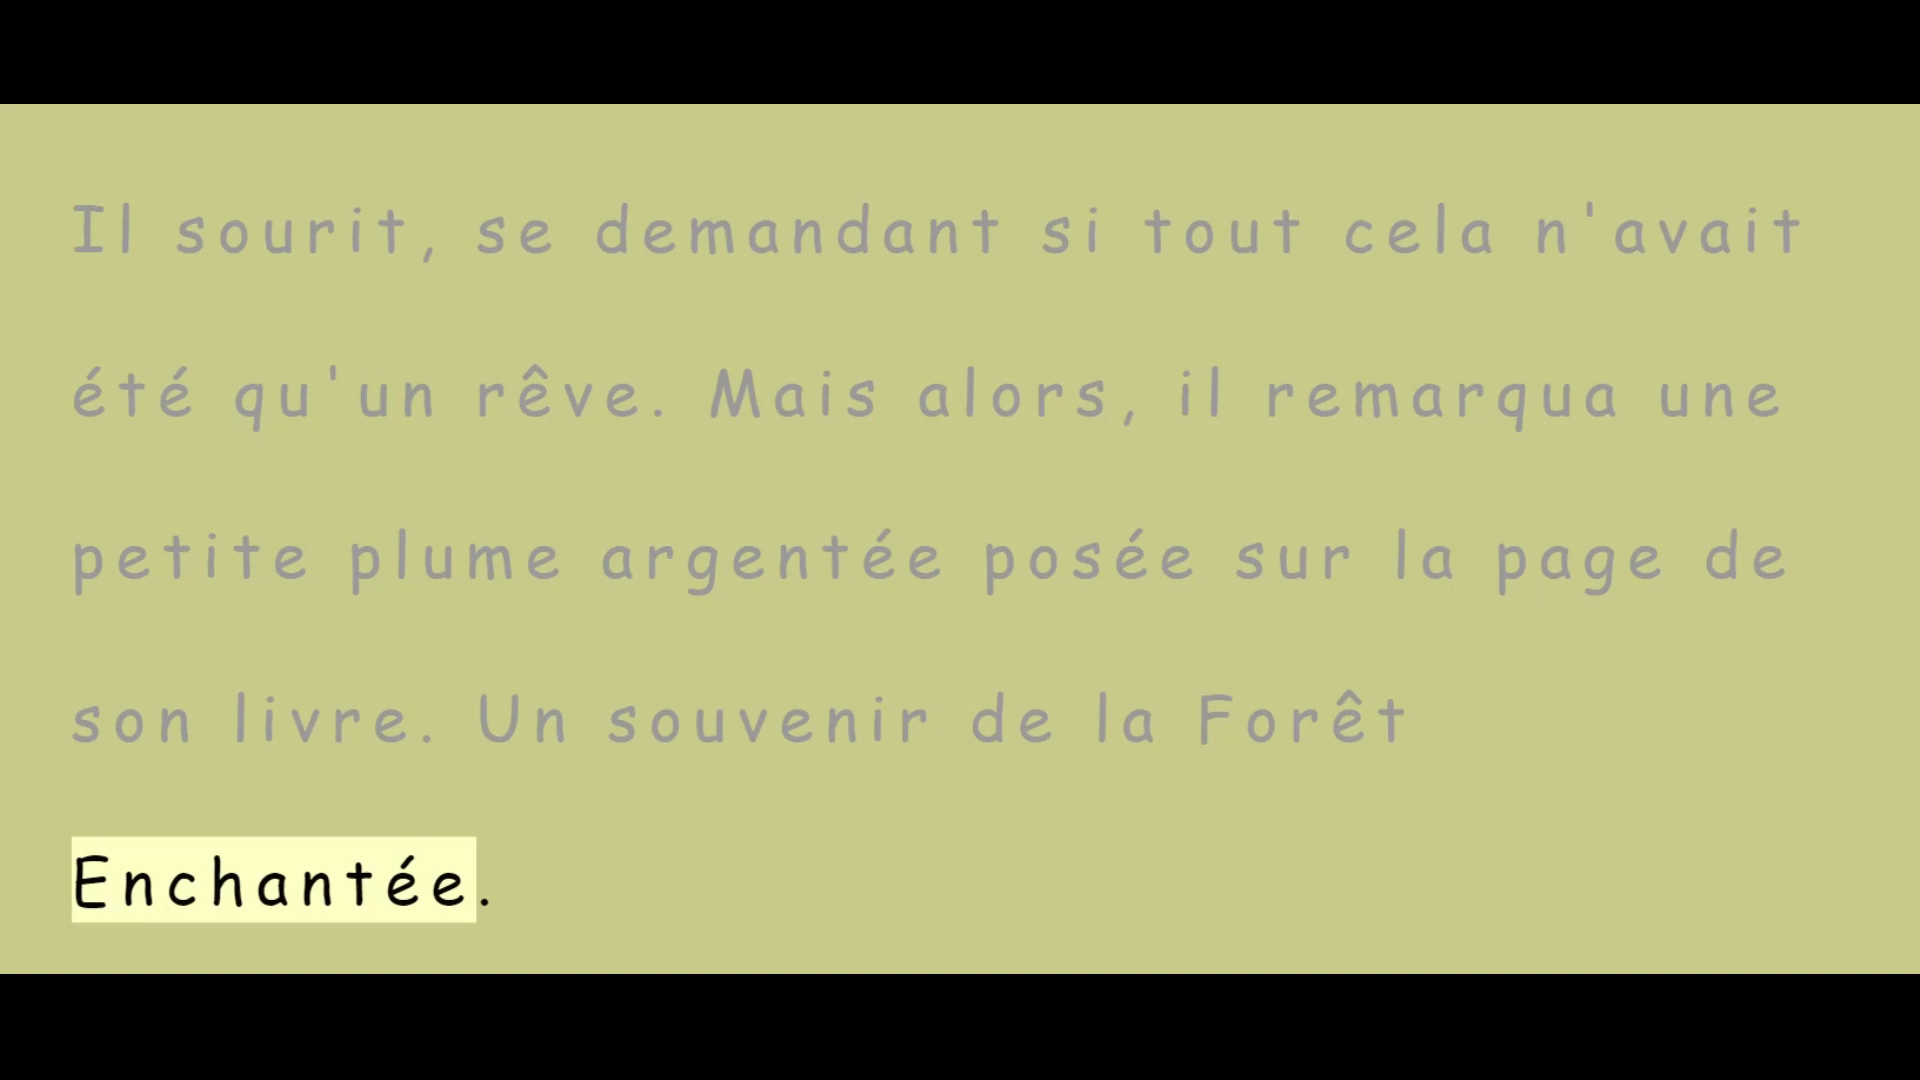 Il sourit, se demandant si tout cela n'avait
été qu'un rêve. Mais alors, il remarqua une
petite plume argentée posée sur la page de
son livre. Un souvenir de la Forêt
Enchantée.